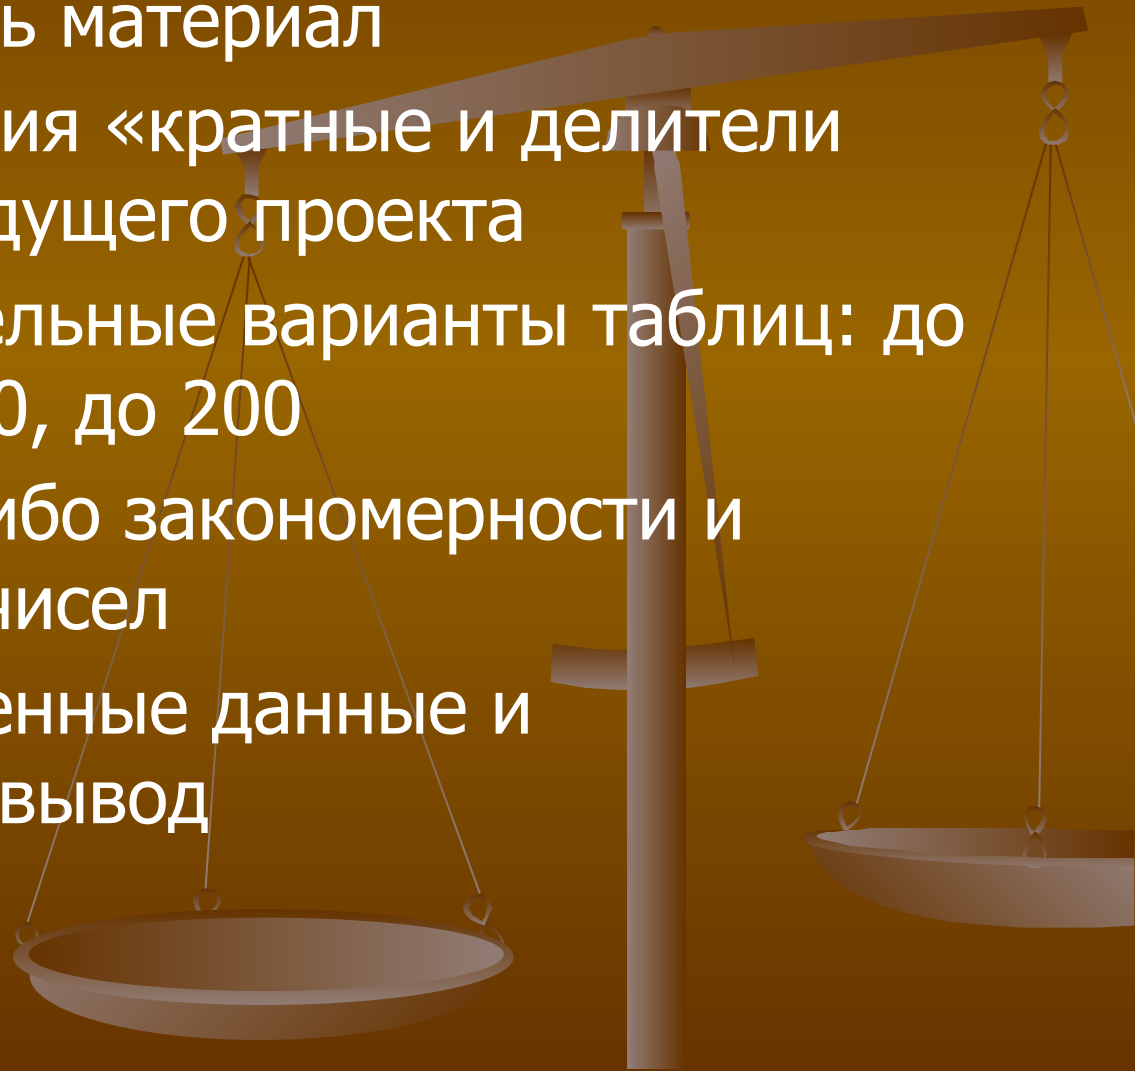 ь материал
ия «кратные и делители
дущего проекта
ельные варианты таблиц: до
0, до 200
ибо закономерности и
чисел
енные данные и
вывод